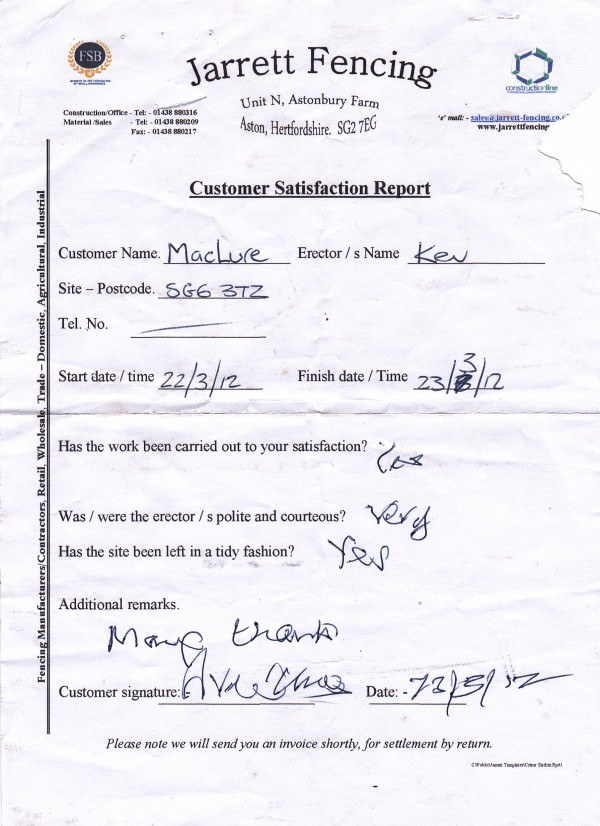 FSB
Jarrett Fencing
Unit N, Astonbury Farm
Aston, Hertfordshire. SG2 7EG
constructionline
Construction/Office - Tel: - 01438 880316
Material /Sales - Tel: - 01438 880209
Fax: - 01438 880217
'e' mail: - sales@jarrett-fencing.co.
www.jarrettfencing
Customer Satisfaction Report
Customer Name. MacLure Erector / s Name Kev
Site – Postcode. SG6 3TZ
Tel. No.
Start date / time 22/3/12 Finish date / Time 23/3/12
Has the work been carried out to your satisfaction? Yes
Was / were the erector / s polite and courteous? Very
Has the site been left in a tidy fashion? Yes
Additional remarks.
Many thanks
Customer signature: Date: - 23/3/12
Please note we will send you an invoice shortly, for settlement by return.
Fencing Manufacturers/Contractors, Retail, Wholesale, Trade – Domestic, Agricultural, Industrial